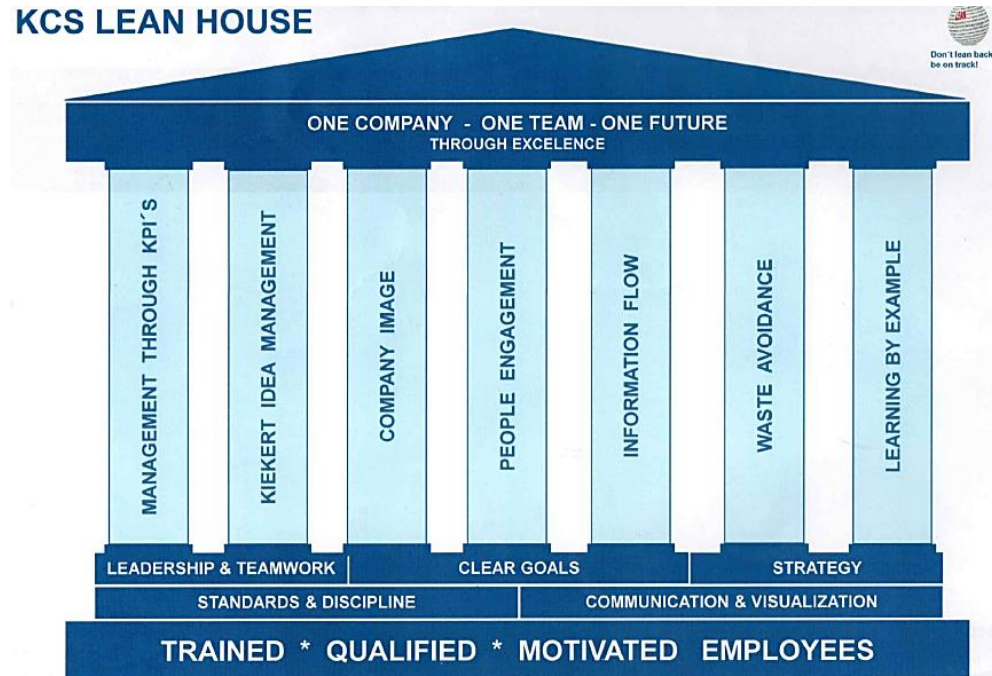 KCS LEAN HOUSE
LEAN
Don´t lean back
be on track!
ONE COMPANY - ONE TEAM - ONE FUTURE
THROUGH EXCELENCE
MANAGEMENT THROUGH KPI´S
KIEKERT IDEA MANAGEMENT
COMPANY IMAGE
PEOPLE ENGAGEMENT
INFORMATION FLOW
WASTE AVOIDANCE
LEARNING BY EXAMPLE
LEADERSHIP & TEAMWORK
CLEAR GOALS
STRATEGY
STANDARDS & DISCIPLINE
COMMUNICATION & VISUALIZATION
TRAINED * QUALIFIED * MOTIVATED EMPLOYEES